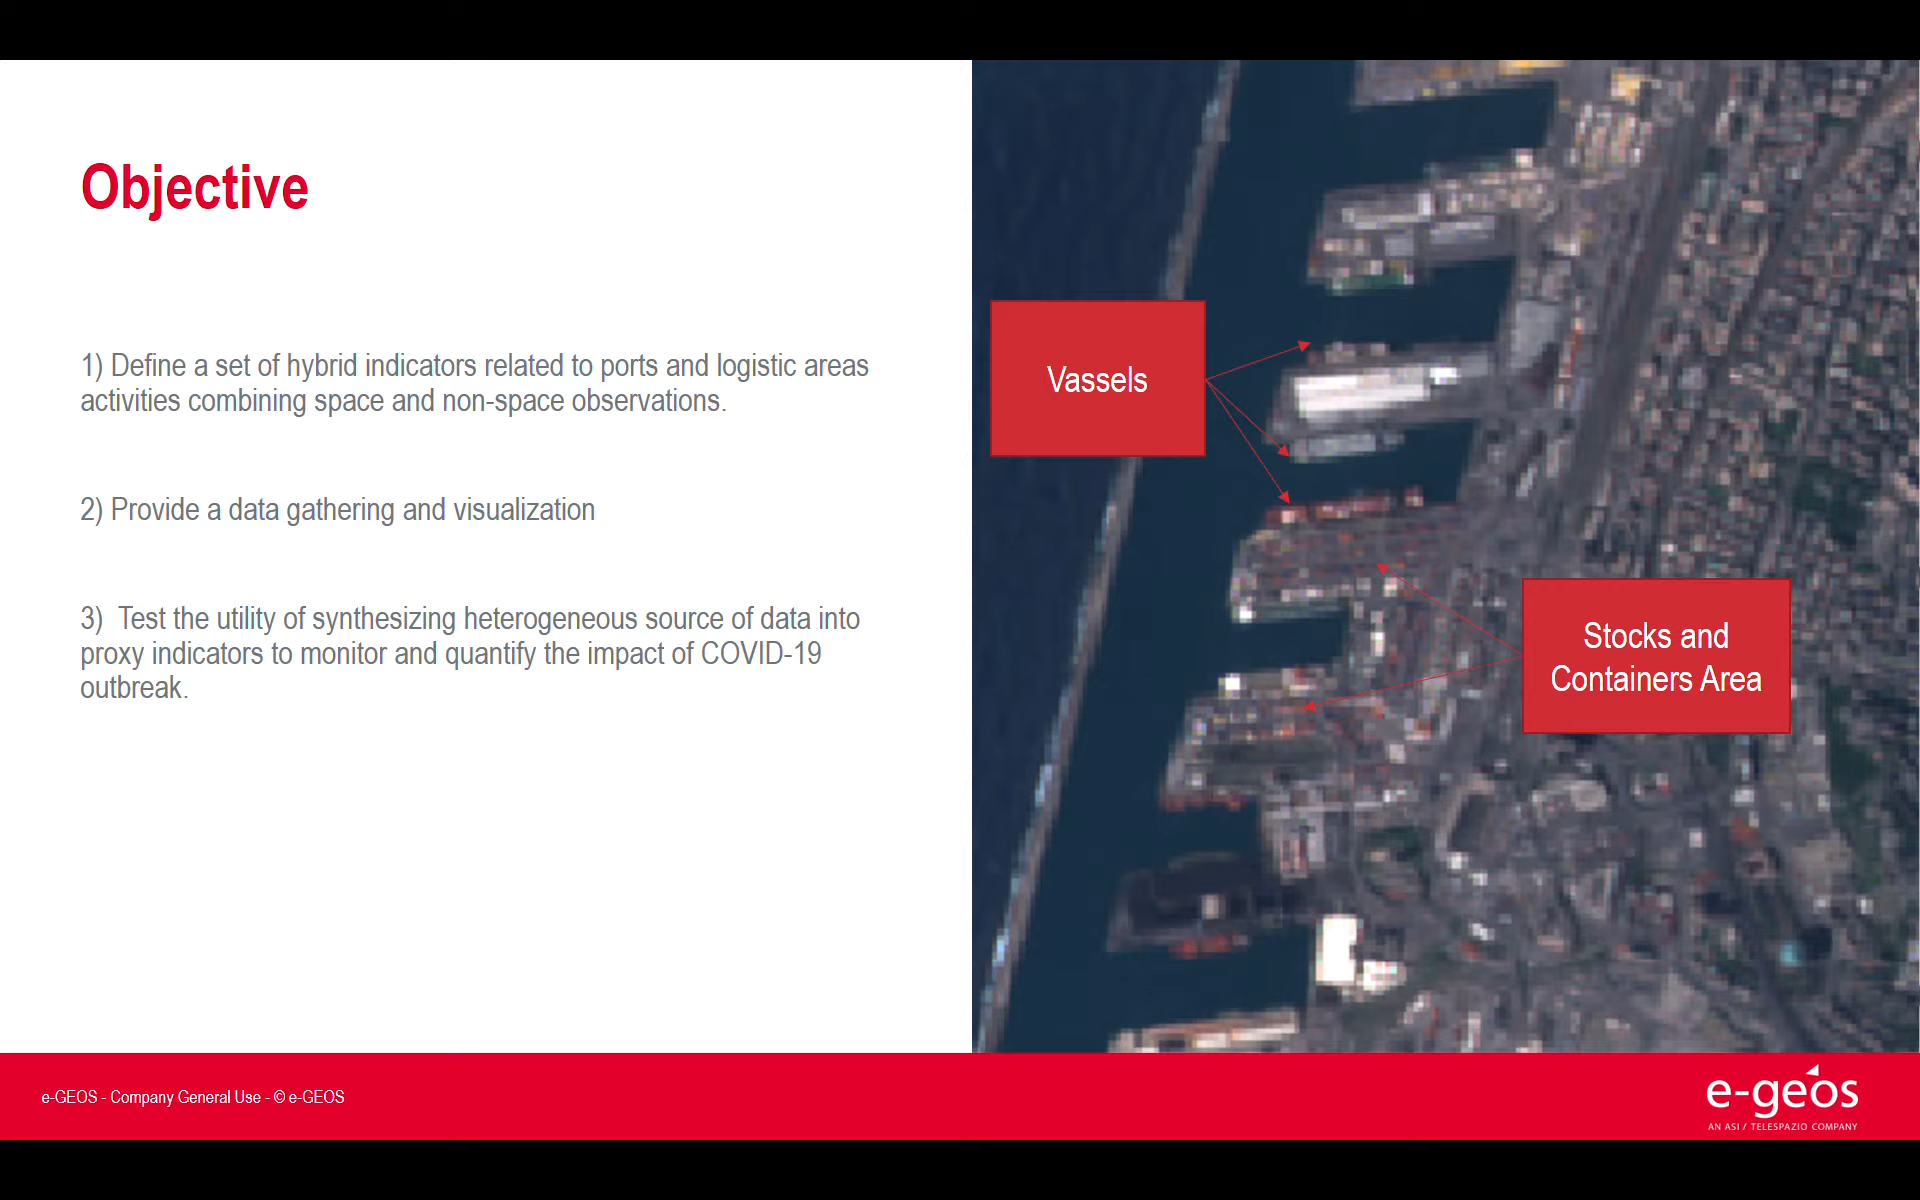 Objective
1) Define a set of hybrid indicators related to ports and logistic areas
activities combining space and non-space observations.
2) Provide a data gathering and visualization
3) Test the utility of synthesizing heterogeneous source of data into
proxy indicators to monitor and quantify the impact of COVID-19
outbreak.
Vassels
Stocks and
Containers Area
e-GEOS - Company General Use - © e-GEOS
e-geos
AN ASI / TELESPAZIO COMPANY